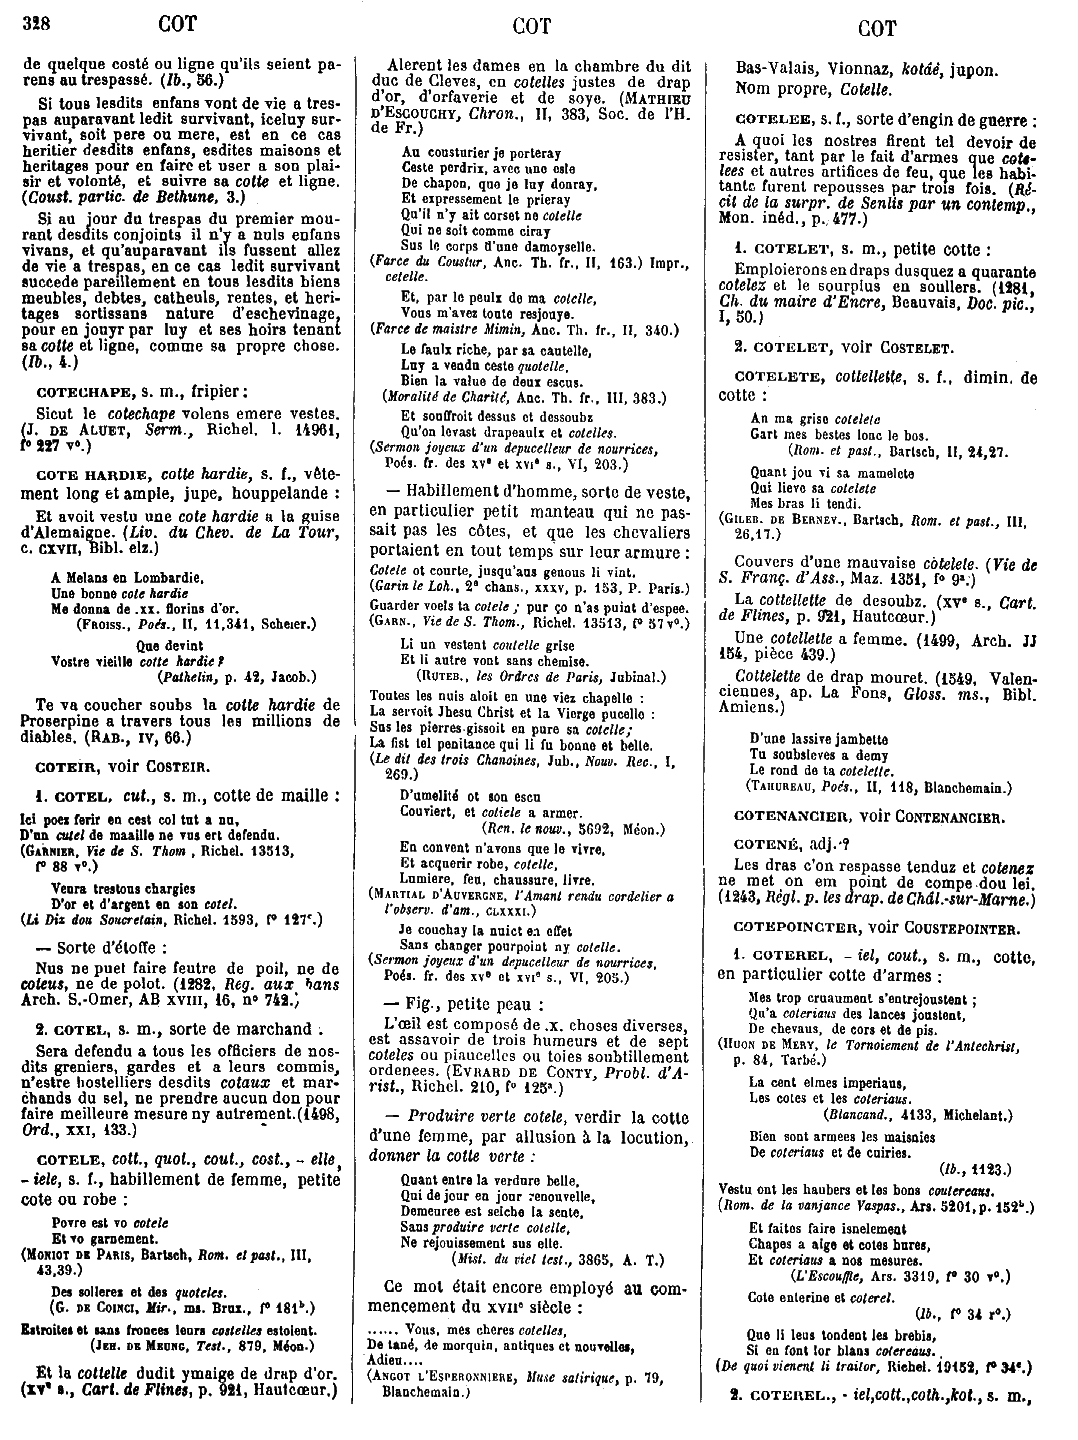 328 COT COT COT
de quelque costé ou ligne qu'ils seient pa-
rens au trespassé. (Ib., 56.)
Si tous lesdits enfans vont de vie a tres-
pas auparavant ledit survivant, iceluy sur-
vivant, soit pere ou mere, est en ce cas
heritier desdits enfans, esdites maisons et
heritages pour en faire et user a son plai-
sir et volonté, et suivre sa cotte et ligne.
(Coust. partic. de Bethune, 3.)
Si au jour du trespas du premier mou-
rant desdits conjoints il n'y a nuls enfans
vivans, et qu'auparavant ils fussent allez
de vie a trespas, en ce cas ledit survivant
succede pareillement en tous lesdits biens
meubles, debtes, catheuls, rentes, et heri-
tages sortissans nature d'eschevinage,
pour en jouyr par luy et ses hoirs tenant
sa cotte et ligne, comme sa propre chose.
(Ib., 4.)
COTECHAPE, s. m., fripier :
Sicut le cotechape volens emere vestes.
(J. DE ALUET, Serm., Richel. l. 14961,
fº 227 vº.)
COTE HARDIE, cotte hardie, s. f., vête-
ment long et ample, jupe, houppelande :
Et avoit vestu une cote hardie a la guise
d'Alemaigne. (Liv. du Chev. de La Tour,
c. CXVII, Bibl. elz.)
A Melans en Lombardie,
Une bonne cote hardie
Me donna de .xx. florins d'or.
(FROISS., Poés., II, 11,341, Scheler.)
Que devint
Vostre vieille cotte hardie ?
(Pathelin, p. 42, Jacob.)
Te va coucher soubs la cotte hardie de
Proserpine a travers tous les millions de
diables. (RAB., IV, 66.)
COTEIR, voir COSTEIR.
1. COTEL, cut., s. m., cotte de maille :
Ici poez ferir en cest col tut a nu,
D'un cutel de maaille ne vus ert defendu.
(GARNIER, Vie de S. Thom , Richel. 13513,
fº 88 vº.)
Venra trestous chargies
D'or et d'argent en son cotel.
(Li Diz dou Soucretain, Richel. 1593, fº 127ᶜ.)
— Sorte d'étoffe :
Nus ne puet faire feutre de poil, ne de
coteus, ne de polot. (1282, Reg. aux bans
Arch. S.-Omer, AB XVIII, 16, nº 742.)
2. COTEL, s. m., sorte de marchand :
Sera defendu a tous les officiers de nos-
dits greniers, gardes et a leurs commis,
n'estre hostelliers desdits cotaux et mar-
chands du sel, ne prendre aucun don pour
faire meilleure mesure ny autrement.(1498,
Ord., XXI, 133.)
COTELE, cott., quot., cout., cost., - elle,
- iele, s. f., habillement de femme, petite
cote ou robe :
Povre est vo cotele
Et vo garnement.
(MONIOT DE PARIS, Bartsch, Rom. et past., III,
43,39.)
Des sollerez et des quoteles.
(G. DE COINCI, Mir., ms. Brux., fº 181ᵇ.)
Estroites et sans fronces leurs costelles estoient.
(JEH. DE MEUNG, Test., 879, Méon.)
Et la cottelle dudit ymaige de drap d'or.
(XVᵉ s., Cart. de Flines, p. 921, Hautcœur.)
Alerent les dames en la chambre du dit
duc de Cleves, en cotelles justes de drap
d'or, d'orfaverie et de soye. (MATHIEU
D'ESCOUCHY, Chron., II, 383, Soc. de l'H.
de Fr.)
Au cousturier je porteray
Ceste perdrix, avec une esle
De chapon, que je luy donray,
Et expressement le prieray
Qu'il n'y ait corset ne cotelle
Qui ne soit comme ciray
Sus le corps d'une damoyselle.
(Farce du Coustur, Anc. Th. fr., II, 163.) Impr.,
cetelle.
Et, par le peulx de ma cotelle,
Vous m'avez toute resjouye.
(Farce de maistre Mimin, Anc. Th. fr., II, 340.)
Le faulx riche, par sa cautelle,
Luy a vendu ceste quotelle,
Bien la value de deux escus.
(Moralité de Charité, Anc. Th. fr., III, 383.)
Et souffroit dessus et dessoubz
Qu'on levast drapeaulx et cotelles.
(Sermon joyeux d'un depucelleur de nourrices,
Poés. fr. des XVᵉ et XVIᵉ s., VI, 203.)
— Habillement d'homme, sorte de veste,
en particulier petit manteau qui ne pas-
sait pas les côtes, et que les chevaliers
portaient en tout temps sur leur armure :
Cotele ot courte, jusqu'aus genous li vint.
(Garin le Loh., 2ᵉ chans., XXXV, p. 153, P. Paris.)
Guarder voels ta cotele ; pur ço n'as puint d'espee.
(GARN., Vie de S. Thom., Richel. 13513, fº 57 vº.)
Li un vestent coutelle grise
Et li autre vont sans chemise.
(RUTEB., les Ordres de Paris, Jubinal.)
Toutes les nuis aloit en une viez chapelle :
La servoit Jhesu Christ et la Vierge pucelle :
Sus les pierres gissoit en pure sa cotelle;
La fist tel penitance qui li fu bonne et belle.
(Le dit des trois Chanoines, Jub., Nouv. Rec., I,
269.)
D'umelité ot son escu
Couviert, et cotiele a armer.
(Ren. le nouv., 5692, Méon.)
En convent n'avons que le vivre,
Et acquerir robe, cotelle,
Lumiere, feu, chaussure, livre.
(MARTIAL D'AUVERGNE, l'Amant rendu cordelier a
l'observ. d'am., CLXXXI.)
Je couchay la nuict en effet
Sans changer pourpoint ny cotelle.
(Sermon joyeux d'un depucelleur de nourrices,
Poés. fr. des XVᵉ et XVIᵉ s., VI, 205.)
— Fig., petite peau :
L'œil est composé de .x. choses diverses,
est assavoir de trois humeurs et de sept
coteles ou piaucelles ou toies soubtillement
ordenees. (EVRARD DE CONTY, Probl. d'A-
rist., Richel. 210, fº 125ᵃ.)
— Produire verte cotele, verdir la cotte
d'une femme, par allusion à la locution,
donner la cotte verte :
Quant entre la verdure belle,
Qui de jour en jour renouvelle,
Demeuree est seiche la sente,
Sans produire verte cotelle,
Ne rejouissement sus elle.
(Mist. du viel test., 3865, A. T.)
Ce mot était encore employé au com-
mencement du XVIIᵉ siècle :
...... Vous, mes cheres cotelles,
De tané, de morquin, antiques et nouvelles,
Adieu....
(ANGOT L'ESPERONNIERE, Muse satirique, p. 79,
Blanchemain.)
Bas-Valais, Vionnaz, kotáé, jupon.
Nom propre, Cotelle.
COTELEE, s. f., sorte d'engin de guerre :
A quoi les nostres firent tel devoir de
resister, tant par le fait d'armes que cote-
lees et autres artifices de feu, que les habi-
tants furent repousses par trois fois. (Ré-
cit de la surpr. de Senlis par un contemp.,
Mon. inéd., p. 477.)
1. COTELET, s. m., petite cotte :
Emploierons en draps dusquez a quarante
cotelez et le sourplus en soullers. (1281,
Ch. du maire d'Encre, Beauvais, Doc. pic.,
I, 50.)
2. COTELET, voir COSTELET.
COTELETE, cottellette, s. f., dimin. de
cotte :
An ma grise cotelete
Gart mes bestes lonc le bos.
(Rom. et past., Bartsch, II, 24,27.
Quant jou vi sa mamelete
Qui lieve sa cotelete
Mes bras li tendi.
(GILEB. DE BERNEV., Bartsch, Rom. et past., III,
26,17.)
Couvers d'une mauvaise cotelete. (Vie de
S. Franç. d'Ass., Maz. 1351, fº 9ᵃ.)
La cottellette de desoubz. (XVᵉ s., Cart.
de Flines, p. 921, Hautcœur.)
Une cotellette a femme. (1499, Arch. JJ
154, pièce 439.)
Cottelette de drap mouret. (1549, Valen-
ciennes, ap. La Fons, Gloss. ms., Bibl.
Amiens.)
D'une lassive jambette
Tu soubsleves a demy
Le rond de ta cotelette.
(TAHUREAU, Poés., II, 118, Blanchemain.)
COTENANCIER, voir CONTENANCIER.
COTENÉ, adj. ?
Les dras c'on respasse tenduz et cotenez
ne met on em point de compe dou lei.
(1243, Règl. p. les drap. de Châl.-sur-Marne.)
COTEPOINCTER, voir COUSTEPOINTER.
1. COTEREL, - iel, cout., s. m., cotte,
en particulier cotte d'armes :
Mes trop cruaument s'entrejoustent ;
Qu'a coteriaus des lances joustent,
De chevaus, de cors et de pis.
(HUON DE MERY, le Tornoiement de l'Antechrist,
p. 84, Tarbé.)
La cent elmes imperiaus,
Les cotes et les coteriaus.
(Blancand., 4133, Michelant.)
Bien sont armees les maisnies
De coteriaus et de cuiries.
(Ib., 1123.)
Vestu ont les haubers et les bons coutereaus.
(Rom. de la vanjance Vaspas., Ars. 5201, p. 152ᵇ.)
Et faites faire isnelement
Chapes a aige et cotes bures,
Et coteriaus a nos mesures.
(L'Escouffle, Ars. 3319, fº 30 vº.)
Cote enterine et coterel.
(Ib., fº 34 rº.)
Que li leus tondent les brebis,
Si en font lor blans cotereaus.
(De quoi vienent li traitor, Richel. 19152, fº 34ᵉ.)
2. COTEREL., - iel,cott.,coth.,kot., s. m.,